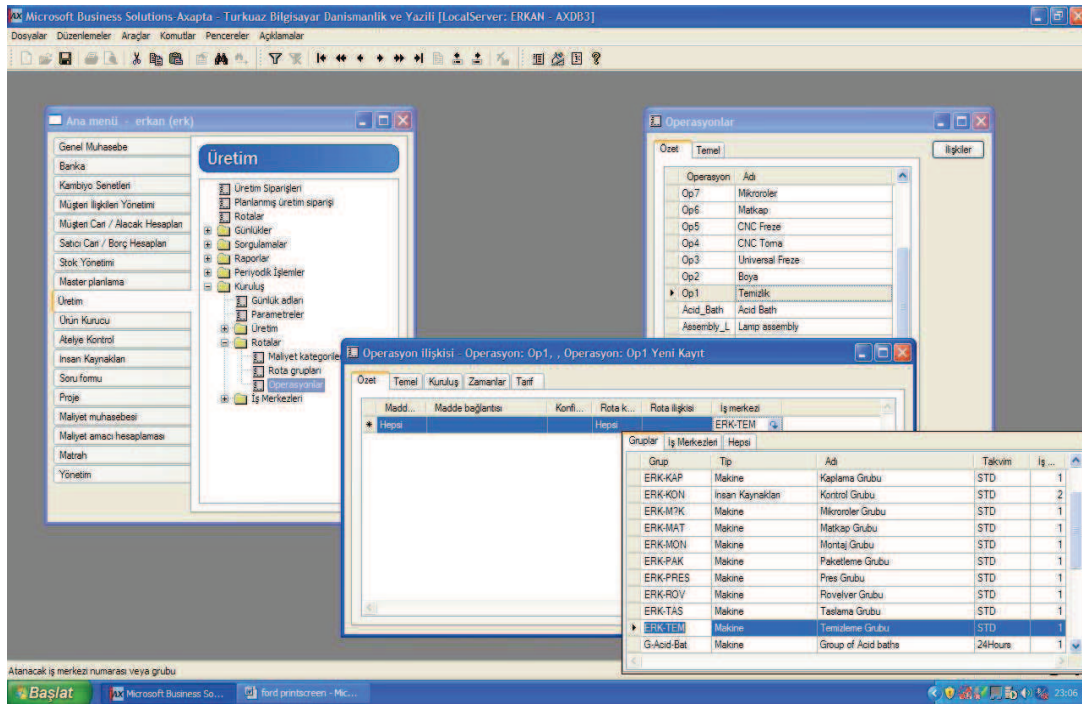 Microsoft Business Solutions-Axapta - Turkuaz Bilgisayar Danismanlik ve Yazili [LocalServer: ERKAN - AXDB3]
Dosyalar Düzenlemeler Araçlar Komutlar Pencereler Açıklamalar
Ana menü - erkan (erk)
Genel Muhasebe
Banka
Kambiyo Senetleri
Müşteri İlişkileri Yönetimi
Müşteri Cari / Alacak Hesapları
Satıcı Cari / Borç Hesapları
Stok Yönetimi
Master planlama
Üretim
Ürün Kurucu
Atelye Kontrol
İnsan Kaynakları
Soru formu
Proje
Maliyet muhasebesi
Maliyet amacı hesaplaması
Matrah
Yönetim
Üretim
Üretim Siparişleri
Planlanmış üretim siparişi
Rotalar
Günlükler
Sorgulamalar
Raporlar
Periyodik İşlemler
Kuruluş
Günlük adları
Parametreler
Üretim
Rotalar
Maliyet kategorile
Rota grupları
Operasyonlar
İş Merkezleri
Operasyonlar
Özet Temel
İlişkiler
Operasyon Adı
Op7 Mikroroler
Op6 Matkap
Op5 CNC Freze
Op4 CNC Torna
Op3 Universal Freze
Op2 Boya
Op1 Temizlik
Acid_Bath Acid Bath
Assembly_L Lamp assembly
Operasyon ilişkisi - Operasyon: Op1, , Operasyon: Op1 Yeni Kayıt
Özet Temel Kuruluş Zamanlar Tarif
Madd... Madde bağlantısı Konfi... Rota k... Rota ilişkisi İş merkezi
Hepsi Hepsi ERK-TEM
Gruplar İş Merkezleri Hepsi
Grup Tip Adı Takvim İş ...
ERK-KAP Makine Kaplama Grubu STD 1
ERK-KON İnsan Kaynakları Kontrol Grubu STD 2
ERK-M?K Makine Mikroroler Grubu STD 1
ERK-MAT Makine Matkap Grubu STD 1
ERK-MON Makine Montaj Grubu STD 1
ERK-PAK Makine Paketleme Grubu STD 1
ERK-PRES Makine Pres Grubu STD 1
ERK-ROV Makine Rovelver Grubu STD 1
ERK-TAS Makine Taslama Grubu STD 1
ERK-TEM Makine Temizleme Grubu STD 1
G-Acid-Bat Makine Group of Acid baths 24Hours 1
Atanacak iş merkezi numarası veya grubu
Başlat Microsoft Business So... ford printscreen - Mic... 23:06